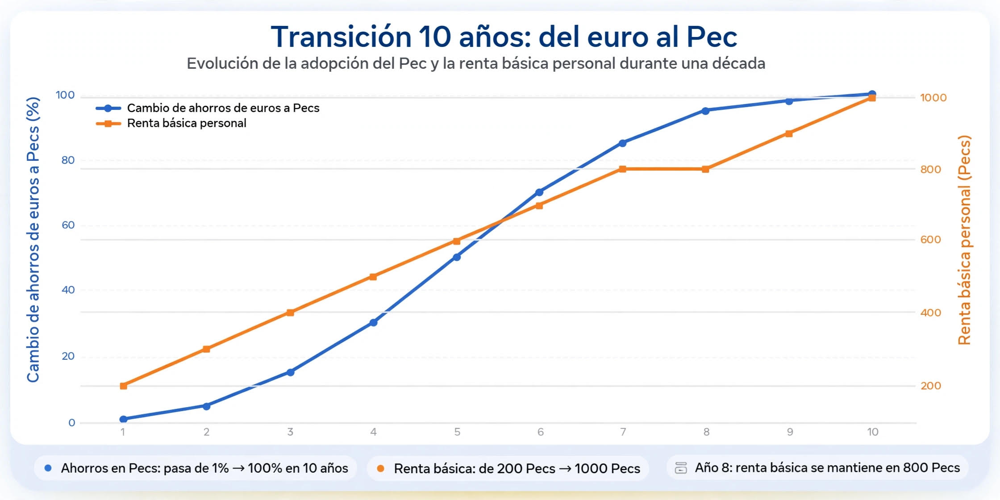 Transición 10 años: del euro al Pec
Evolución de la adopción del Pec y la renta básica personal durante una década
Cambio de ahorros de euros a Pecs (%)
100
80
60
40
20
0
Cambio de ahorros de euros a Pecs
Renta básica personal
1000
800
600
400
200
Renta básica personal (Pecs)
1 2 3 4 5 6 7 8 9 10
Ahorros en Pecs: pasa de 1% → 100% en 10 años
Renta básica: de 200 Pecs → 1000 Pecs
Año 8: renta básica se mantiene en 800 Pecs